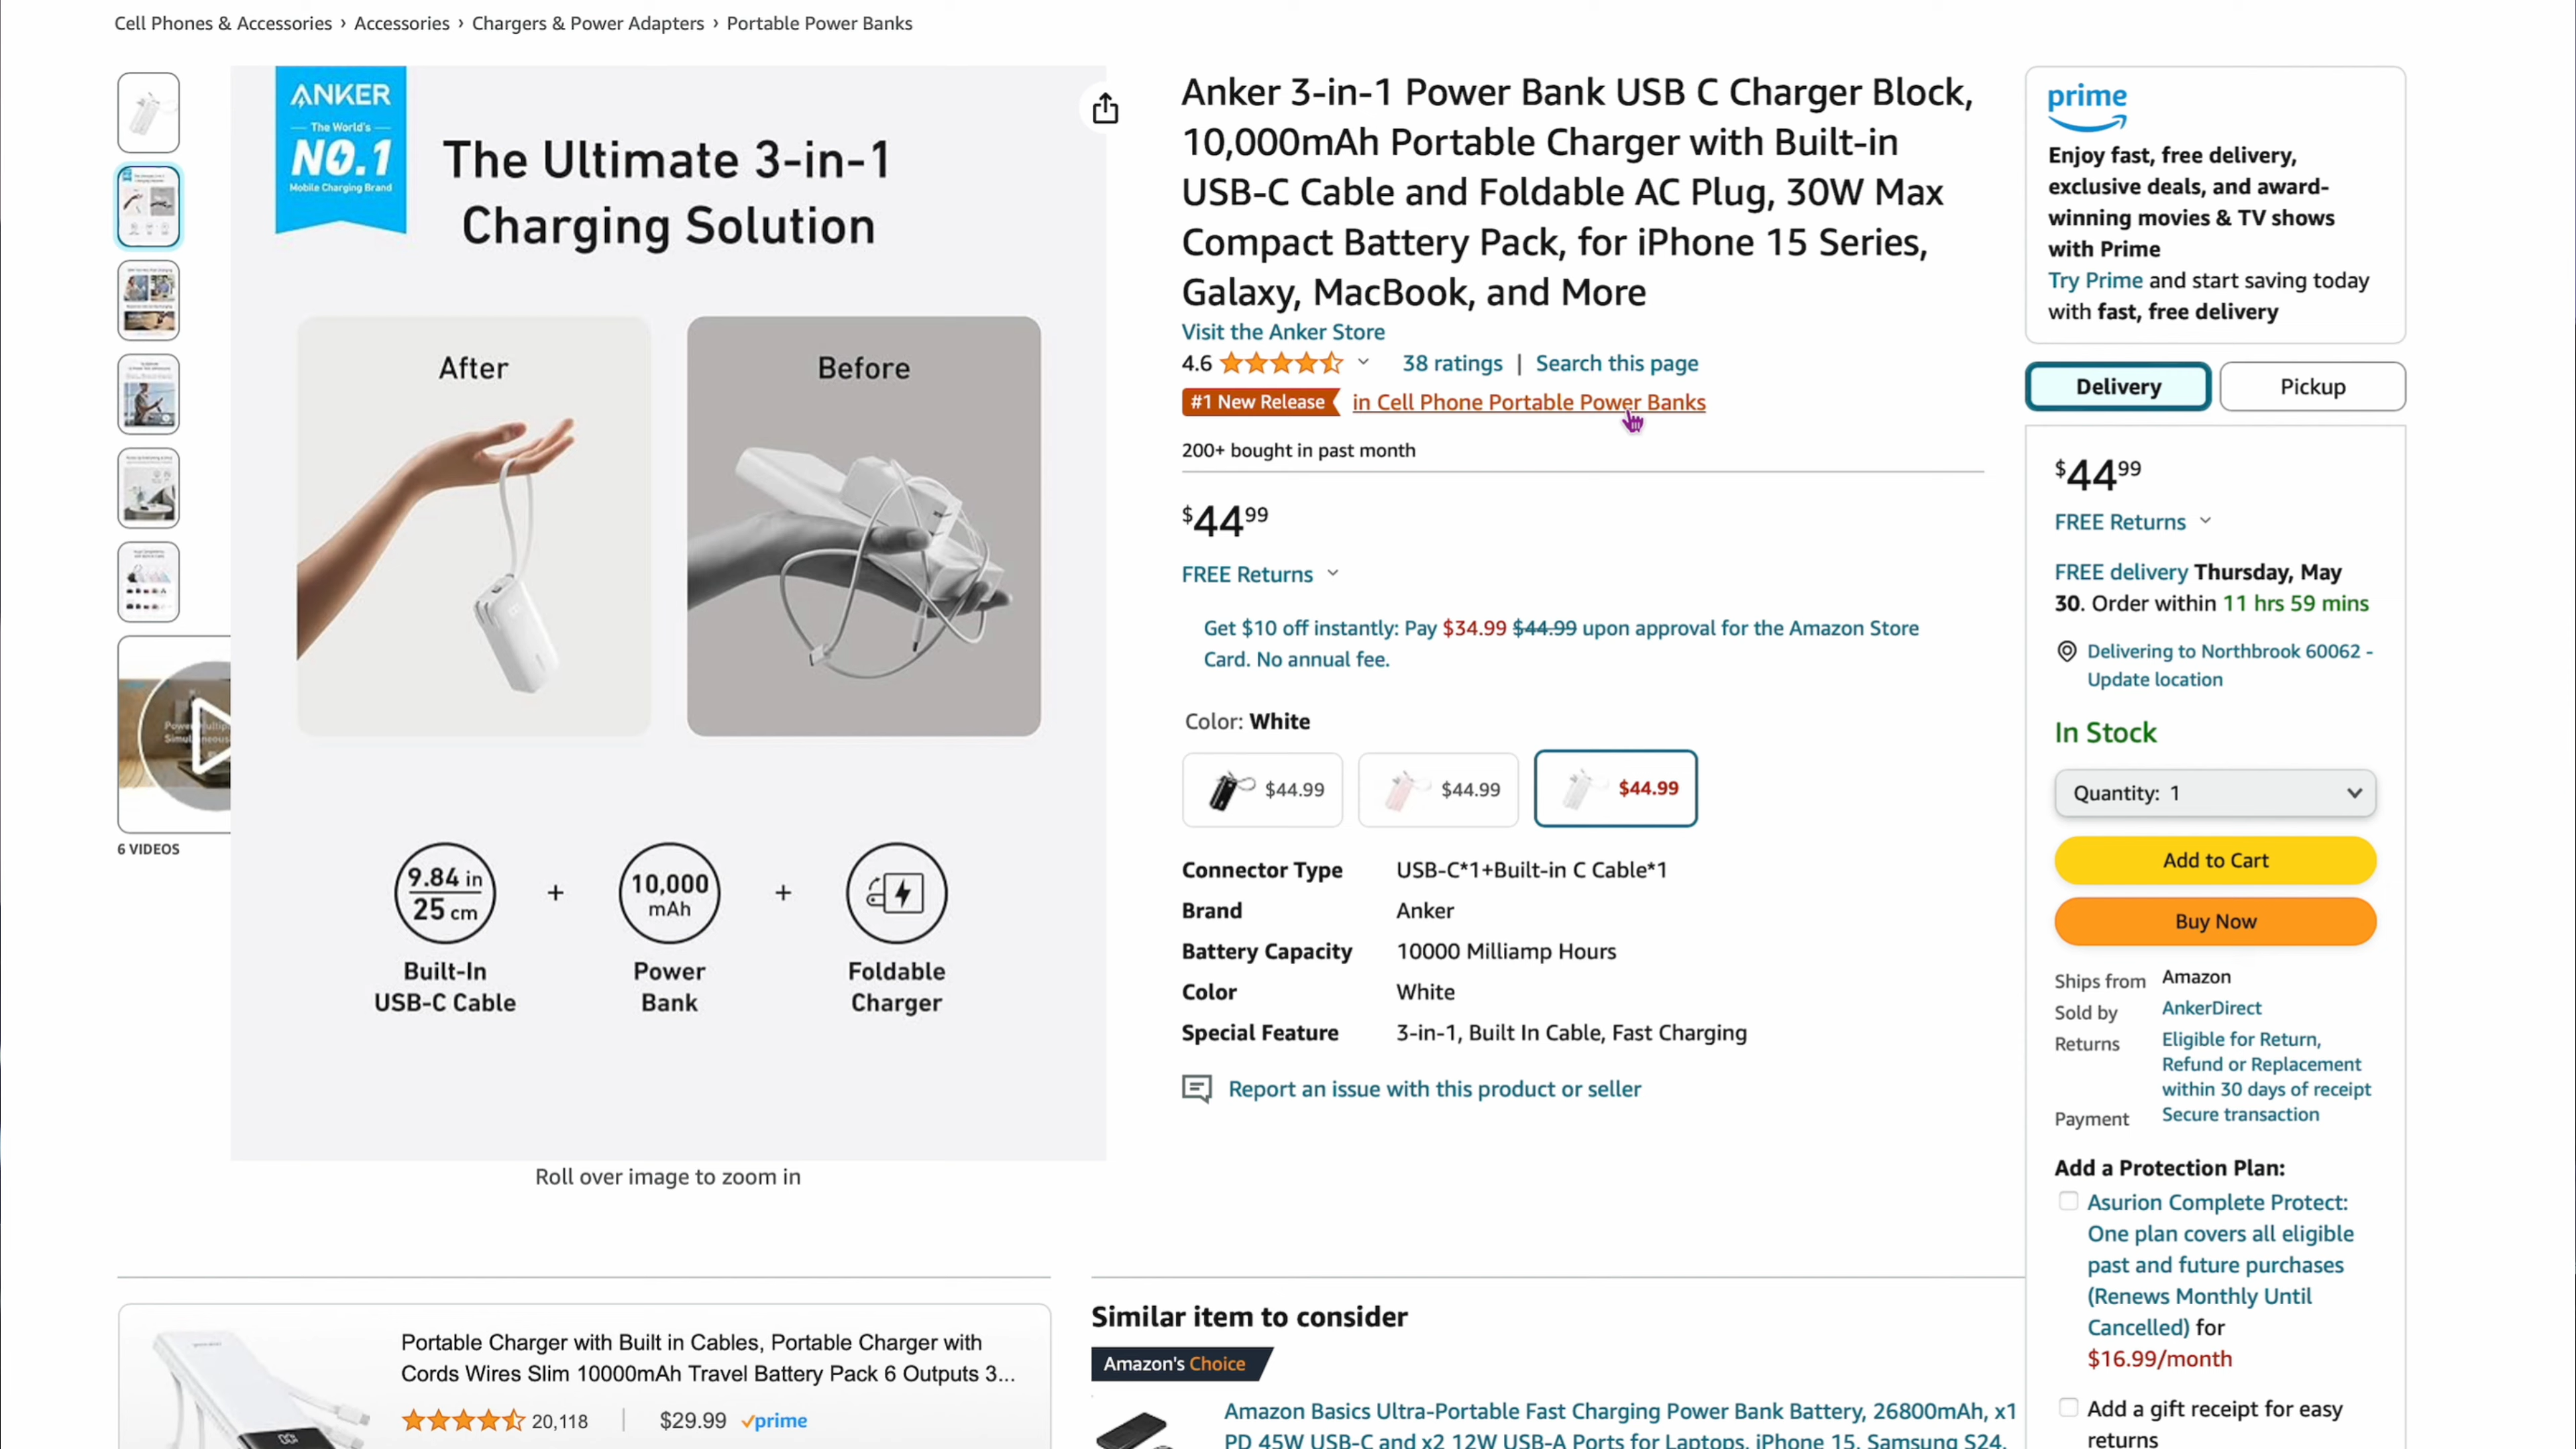 Cell Phones & Accessories › Accessories › Chargers & Power Adapters › Portable Power Banks
ANKER
The World's
NO.1
Mobile Charging Brand
The Ultimate 3-in-1
Charging Solution
After
Before
9.84 in
25 cm
+
10,000
mAh
+
Built-In
USB-C Cable
Power
Bank
Foldable
Charger
Roll over image to zoom in
6 VIDEOS
Anker 3-in-1 Power Bank USB C Charger Block,
10,000mAh Portable Charger with Built-in
USB-C Cable and Foldable AC Plug, 30W Max
Compact Battery Pack, for iPhone 15 Series,
Galaxy, MacBook, and More
Visit the Anker Store
4.6 38 ratings | Search this page
#1 New Release in Cell Phone Portable Power Banks
200+ bought in past month
$44 99
FREE Returns
Get $10 off instantly: Pay $34.99 $44.99 upon approval for the Amazon Store
Card. No annual fee.
Color: White
$44.99 $44.99 $44.99
Connector Type USB-C*1+Built-in C Cable*1
Brand Anker
Battery Capacity 10000 Milliamp Hours
Color White
Special Feature 3-in-1, Built In Cable, Fast Charging
Report an issue with this product or seller
prime
Enjoy fast, free delivery,
exclusive deals, and award-
winning movies & TV shows
with Prime
Try Prime and start saving today
with fast, free delivery
Delivery Pickup
$44 99
FREE Returns
FREE delivery Thursday, May
30. Order within 11 hrs 59 mins
Delivering to Northbrook 60062 -
Update location
In Stock
Quantity: 1
Add to Cart
Buy Now
Ships from Amazon
Sold by AnkerDirect
Returns Eligible for Return,
Refund or Replacement
within 30 days of receipt
Payment Secure transaction
Add a Protection Plan:
Asurion Complete Protect:
One plan covers all eligible
past and future purchases
(Renews Monthly Until
Cancelled) for
$16.99/month
Add a gift receipt for easy
returns
Portable Charger with Built in Cables, Portable Charger with
Cords Wires Slim 10000mAh Travel Battery Pack 6 Outputs 3...
20,118 | $29.99 prime
Similar item to consider
Amazon's Choice
Amazon Basics Ultra-Portable Fast Charging Power Bank Battery, 26800mAh, x1
PD 45W USB-C and x2 12W USB-A Ports for Laptops, iPhone 15, Samsung S24,